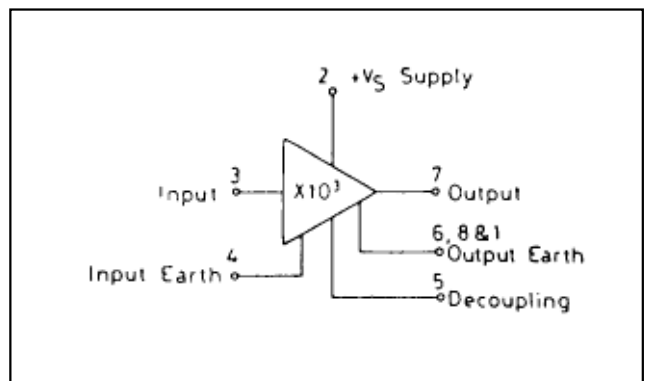 2 +VS Supply
3
Input
X10³
7
Output
6, 8 & 1
Output Earth
4
Input Earth
5
Decoupling